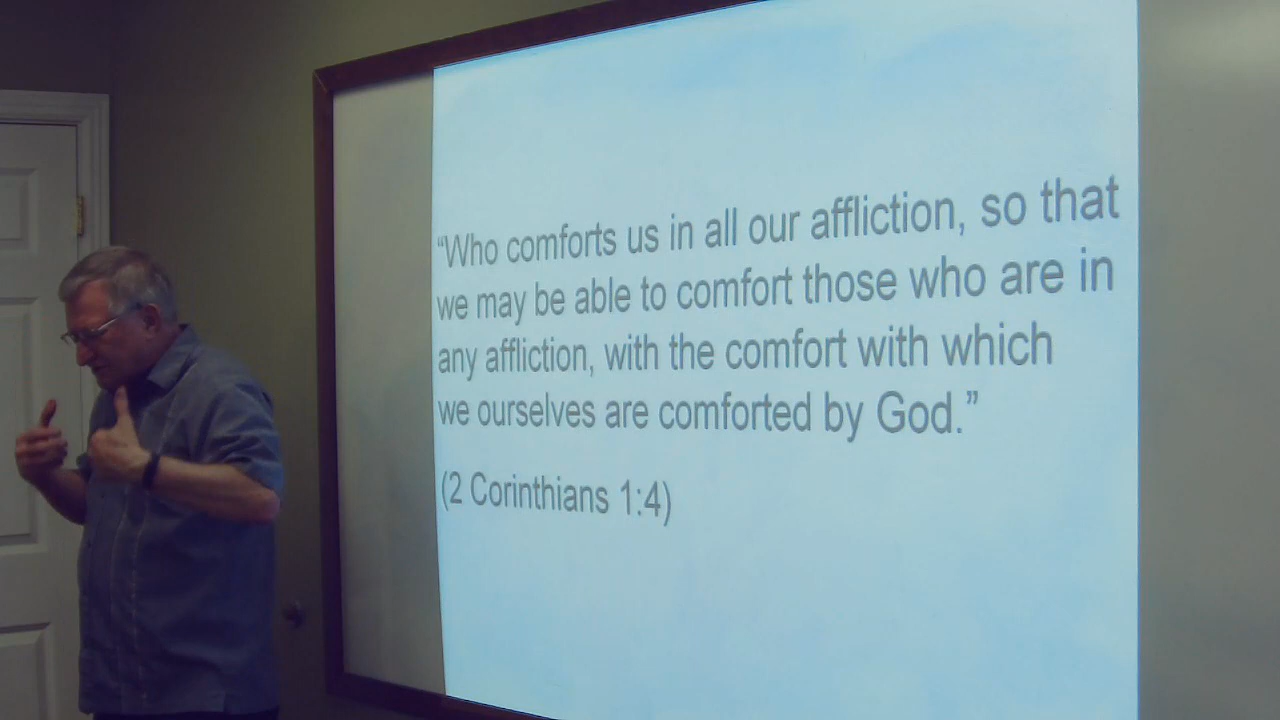 “Who comforts us in all our affliction, so that
we may be able to comfort those who are in
any affliction, with the comfort with which
we ourselves are comforted by God.”
(2 Corinthians 1:4)